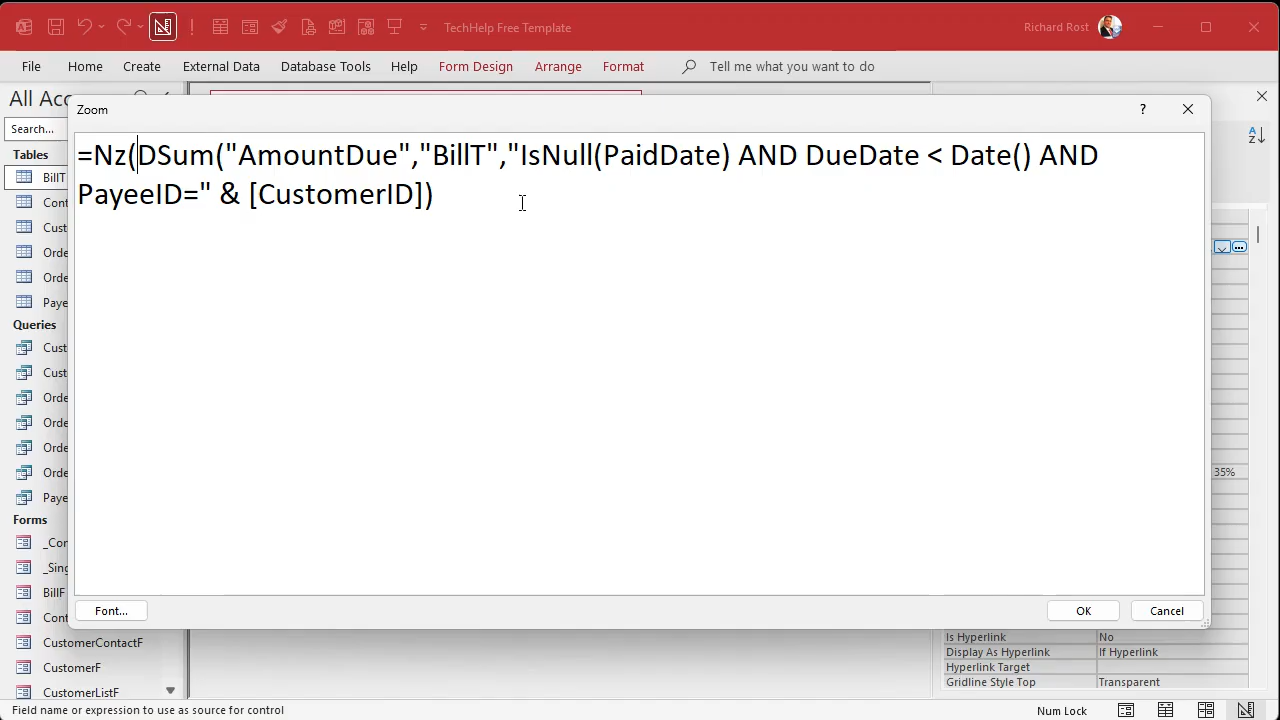 TechHelp Free Template
Richard Rost
File Home Create External Data Database Tools Help Form Design Arrange Format Tell me what you want to do
All Acc
Search...
Tables
BillT
Cont
Cust
Orde
Orde
Paye
Queries
Cust
Cust
Orde
Orde
Orde
Orde
Paye
Forms
_Con
_Sing
BillF
Cont
CustomerContactF
CustomerF
CustomerListF
Zoom
=Nz(DSum("AmountDue","BillT","IsNull(PaidDate) AND DueDate < Date() AND
PayeeID=" & [CustomerID])
Font...
OK
Cancel
35%
Is Hyperlink No
Display As Hyperlink If Hyperlink
Hyperlink Target
Gridline Style Top Transparent
Field name or expression to use as source for control
Num Lock